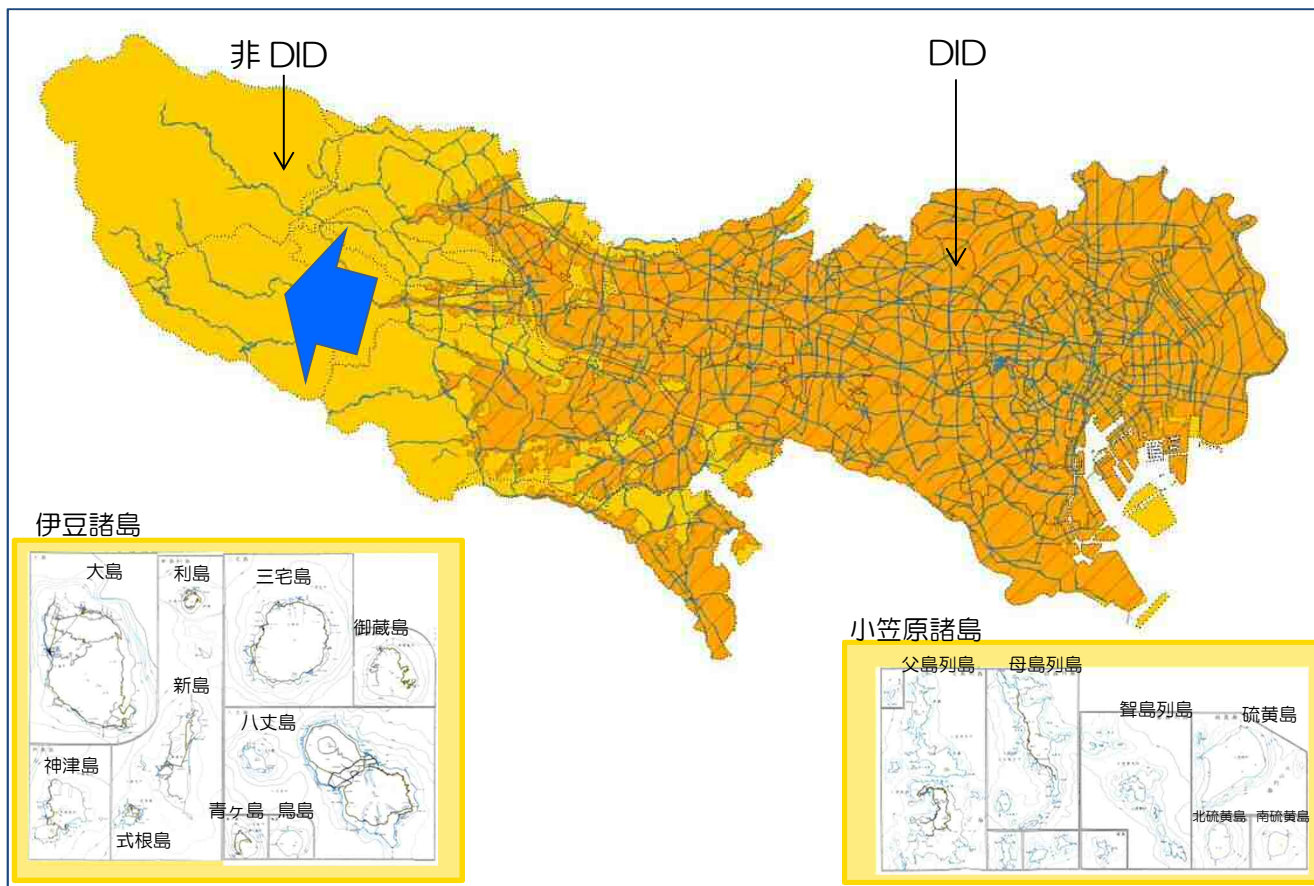 非 DID
DID
伊豆諸島
大島
利島
三宅島
御蔵島
新島
八丈島
神津島
式根島
青ヶ島
鳥島
小笠原諸島
父島列島
母島列島
聟島列島
硫黄島
北硫黄島
南硫黄島